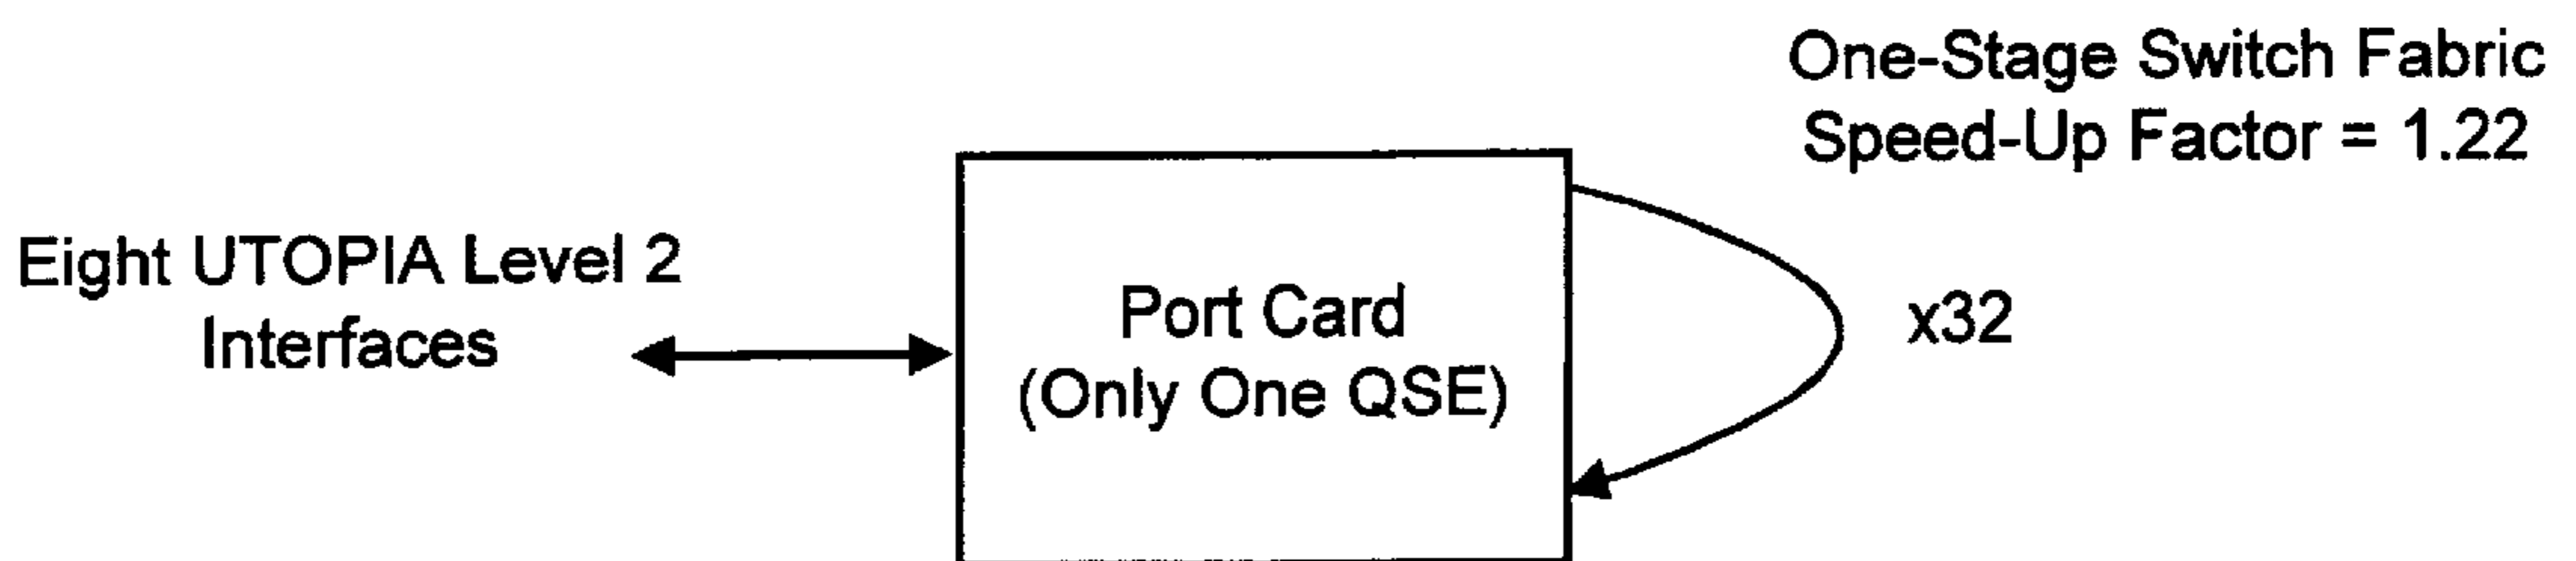 One-Stage Switch Fabric
Speed-Up Factor = 1.22
Eight UTOPIA Level 2
Interfaces
Port Card
(Only One QSE)
x32